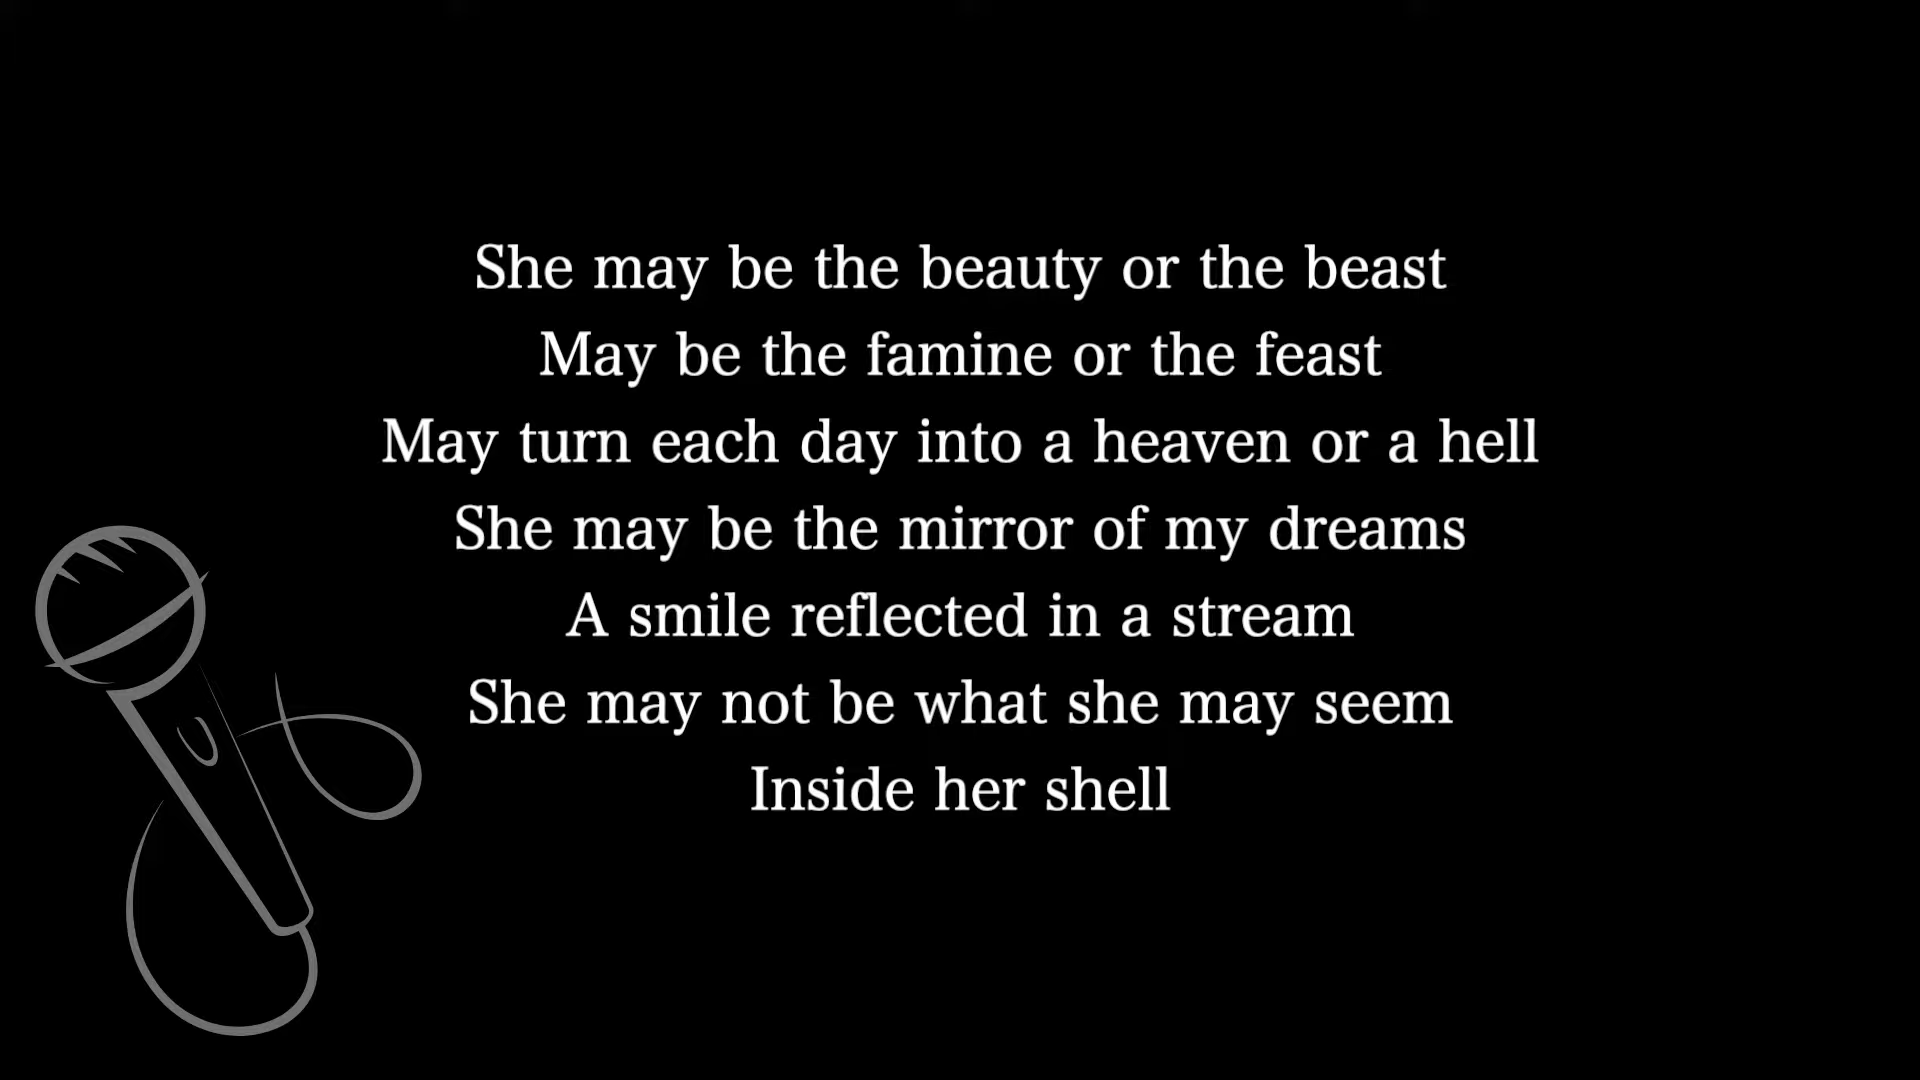 She may be the beauty or the beast
May be the famine or the feast
May turn each day into a heaven or a hell
She may be the mirror of my dreams
A smile reflected in a stream
She may not be what she may seem
Inside her shell